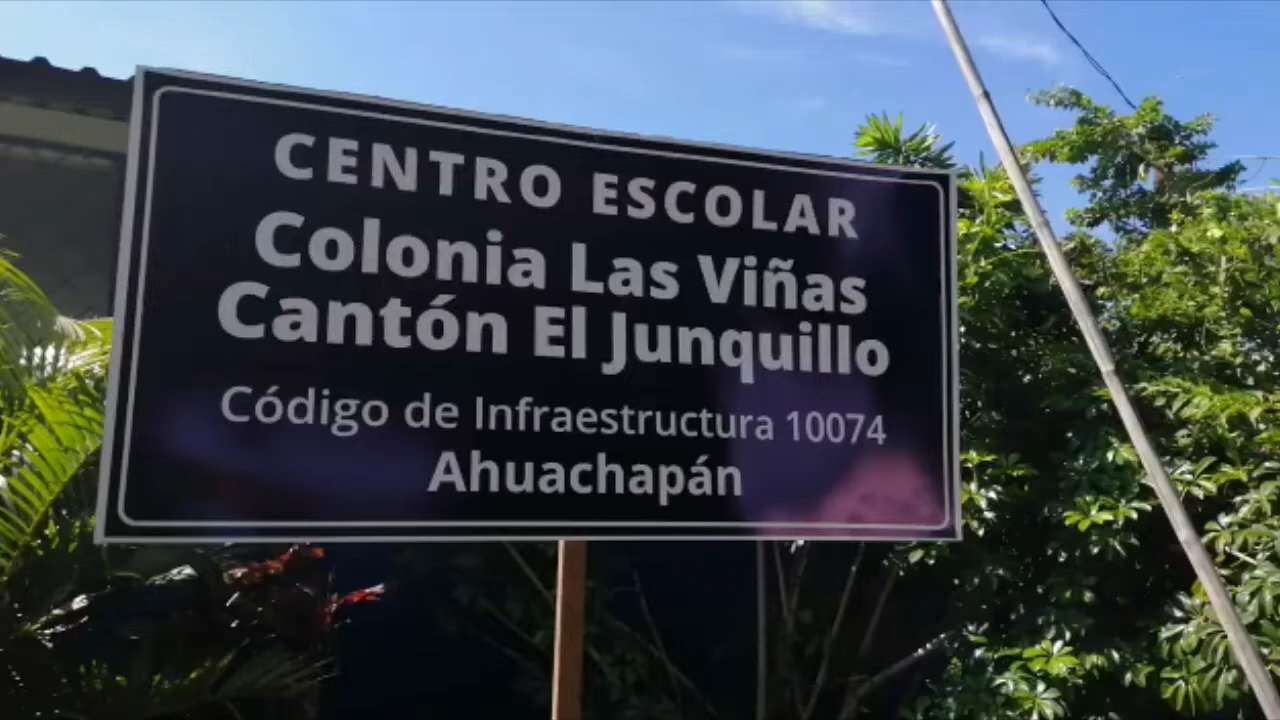 CENTRO ESCOLAR
Colonia Las Viñas
Cantón El Junquillo
Código de Infraestructura 10074
Ahuachapán